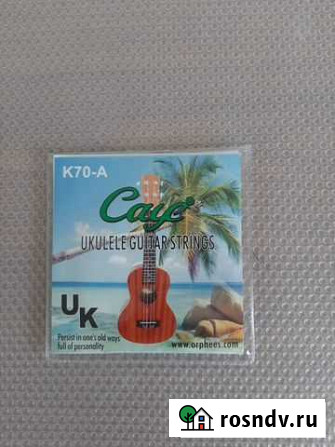 K70-A
Caye
UKULELE GUITAR STRINGS
UK
Persist in one's old ways
full of personality
www.orphees.com
rosndv.ru